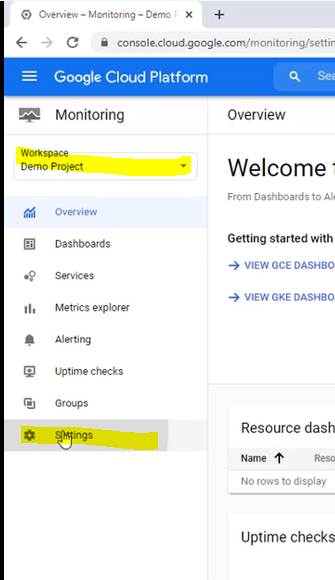 Overview – Monitoring – Demo P
console.cloud.google.com/monitoring/settin
Google Cloud Platform
Sea
Monitoring
Overview
Workspace
Demo Project
Welcome t
From Dashboards to Ale
Getting started with
VIEW GCE DASHBO
VIEW GKE DASHBOA
Overview
Dashboards
Services
Metrics explorer
Alerting
Uptime checks
Groups
Settings
Resource dash
Name
Reso
No rows to display
Uptime checks